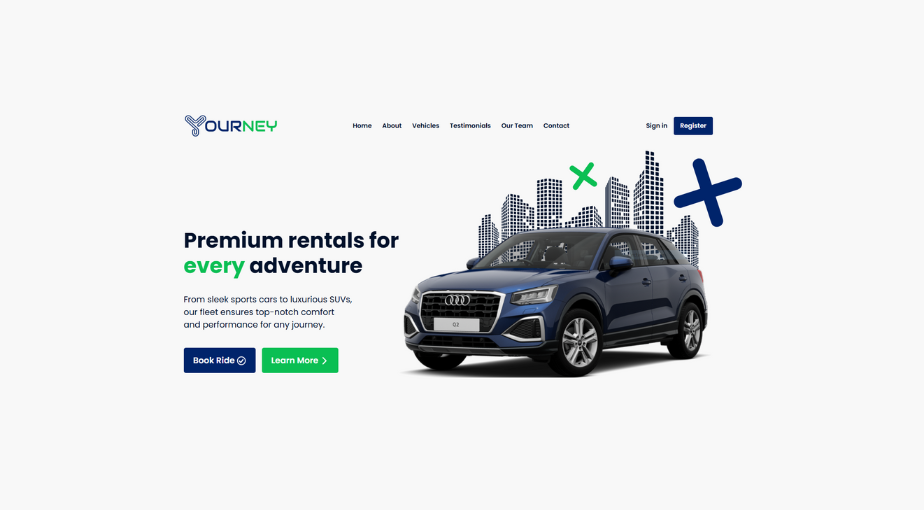 YOURNEY
Home About Vehicles Testimonials Our Team Contact
Sign in Register
Premium rentals for
every adventure
From sleek sports cars to luxurious SUVs,
our fleet ensures top-notch comfort
and performance for any journey.
Book Ride Learn More
Q2